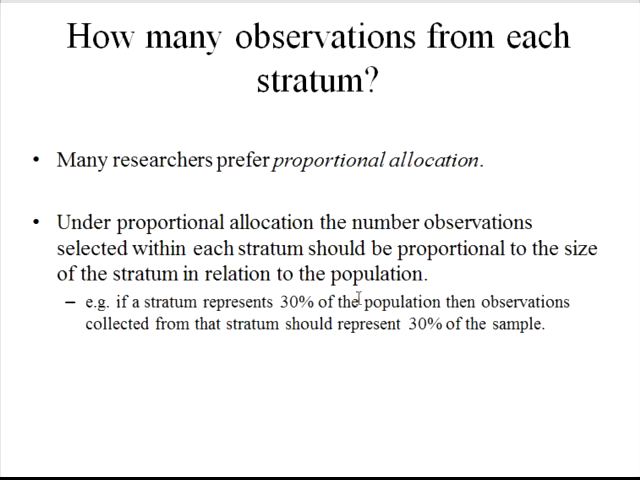 How many observations from each
stratum?
• Many researchers prefer proportional allocation.
• Under proportional allocation the number observations
selected within each stratum should be proportional to the size
of the stratum in relation to the population.
– e.g. if a stratum represents 30% of the population then observations
collected from that stratum should represent 30% of the sample.